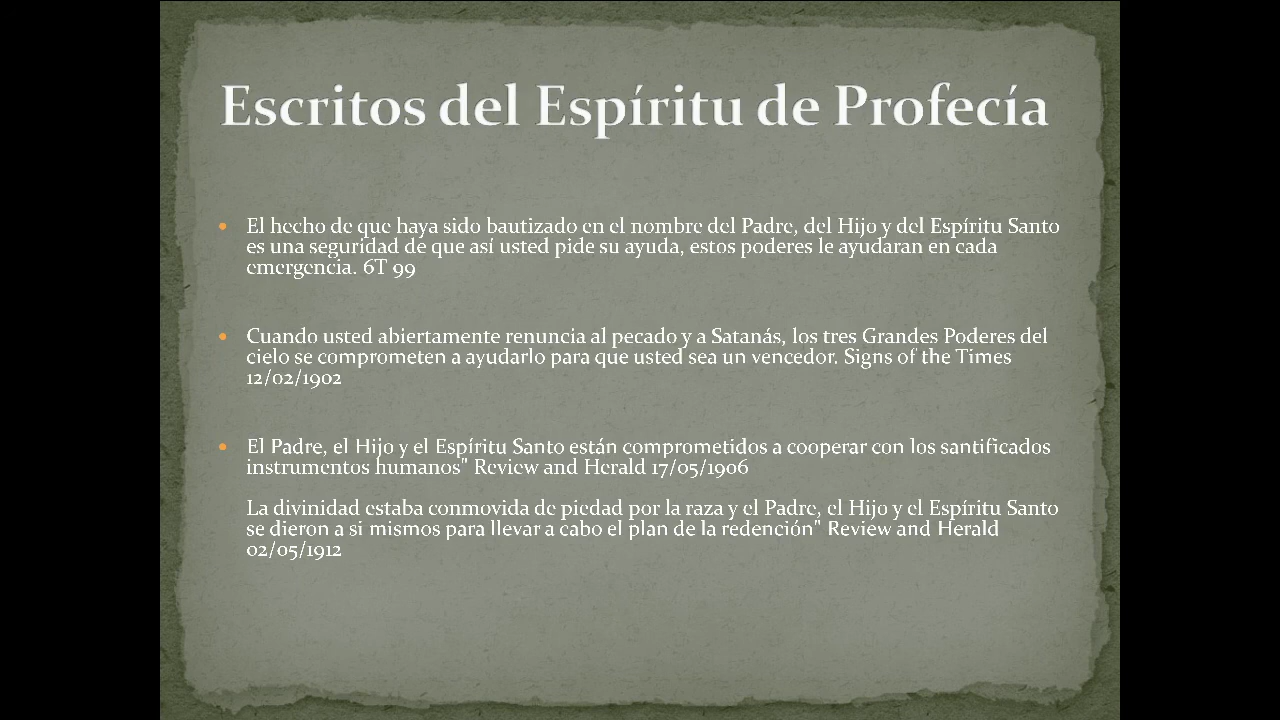 Escritos del Espíritu de Profecía
El hecho de que haya sido bautizado en el nombre del Padre, del Hijo y del Espíritu Santo
es una seguridad de que así usted pide su ayuda, estos poderes le ayudaran en cada
emergencia. 6T 99
Cuando usted abiertamente renuncia al pecado y a Satanás, los tres Grandes Poderes del
cielo se comprometen a ayudarlo para que usted sea un vencedor. Signs of the Times
12/02/1902
El Padre, el Hijo y el Espíritu Santo están comprometidos a cooperar con los santificados
instrumentos humanos" Review and Herald 17/05/1906
La divinidad estaba conmovida de piedad por la raza y el Padre, el Hijo y el Espíritu Santo
se dieron a si mismos para llevar a cabo el plan de la redención" Review and Herald
02/05/1912